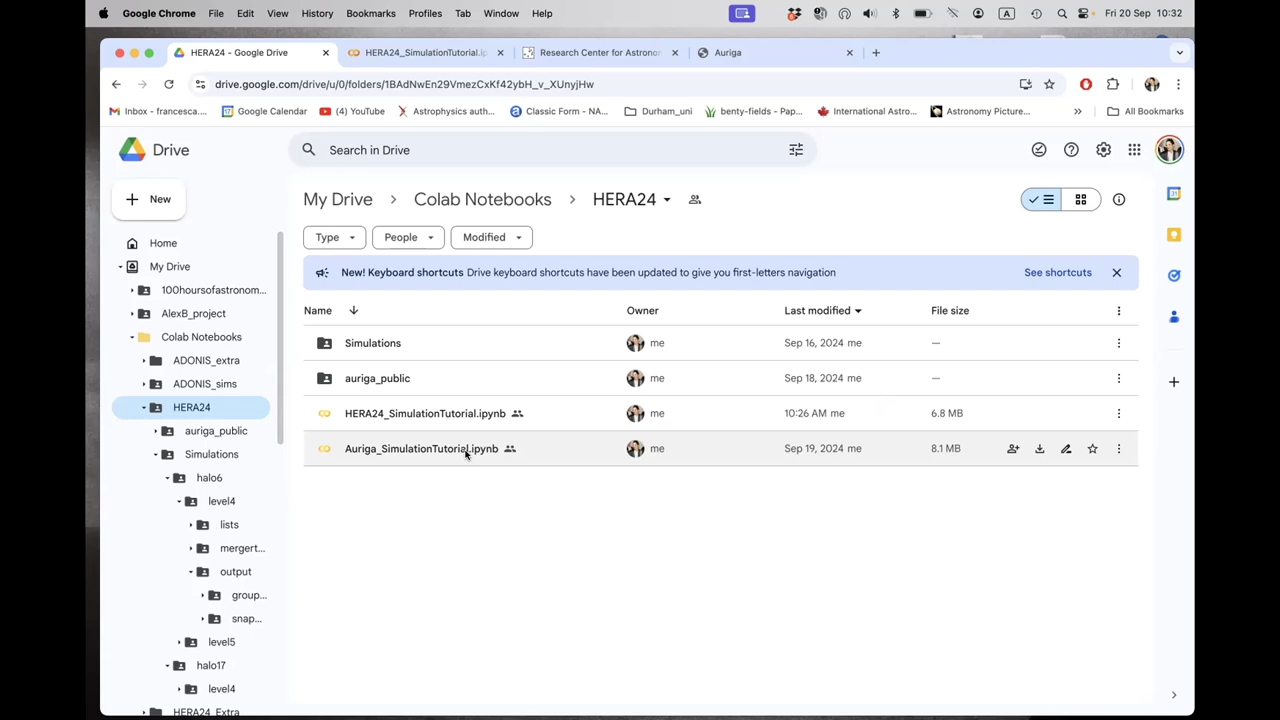 Google Chrome File Edit View History Bookmarks Profiles Tab Window Help A Fri 20 Sep 10:32
HERA24 - Google Drive HERA24_SimulationTutorial.ip Research Center for Astrono Auriga
drive.google.com/drive/u/0/folders/1BAdNwEn29VmezCxKf42ybH_v_XUnyjHw
Inbox - francesca.... Google Calendar (4) YouTube Astrophysics auth... Classic Form - NA... Durham_uni benty-fields - Pap... International Astro... Astronomy Picture... » All Bookmarks
Drive
Search in Drive
New
My Drive Colab Notebooks HERA24
Type People Modified
Home
My Drive
100hoursofastronom...
AlexB_project
Colab Notebooks
ADONIS_extra
ADONIS_sims
HERA24
auriga_public
Simulations
halo6
level4
lists
mergert...
output
group...
snap...
level5
halo17
level4
HERA24_Extra
New! Keyboard shortcuts Drive keyboard shortcuts have been updated to give you first-letters navigation See shortcuts
Name Owner Last modified File size
Simulations me Sep 16, 2024 me —
auriga_public me Sep 18, 2024 me —
HERA24_SimulationTutorial.ipynb me 10:26 AM me 6.8 MB
Auriga_SimulationTutorial.ipynb me Sep 19, 2024 me 8.1 MB